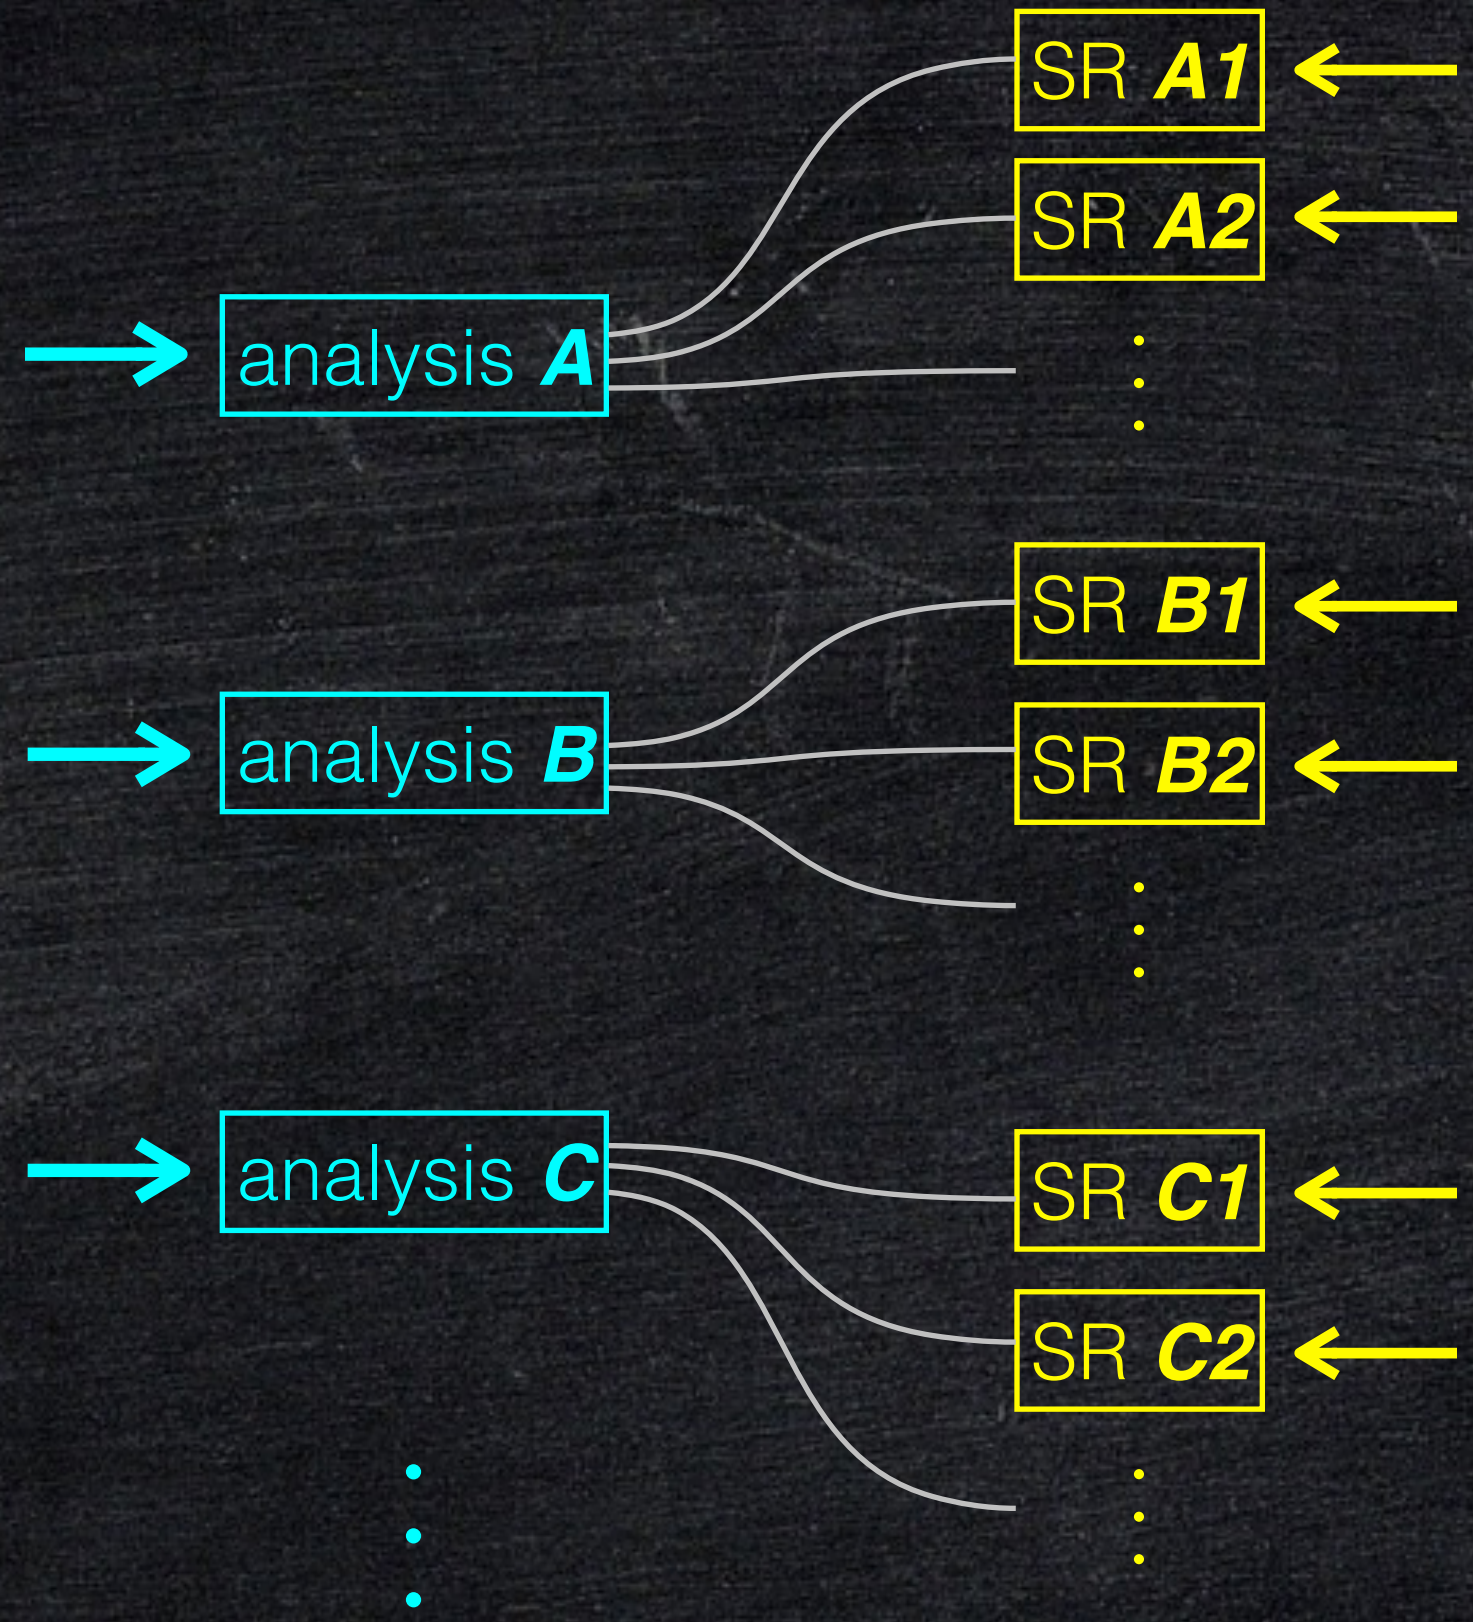 SR A1
SR A2
analysis A
SR B1
analysis B
SR B2
analysis C
SR C1
SR C2